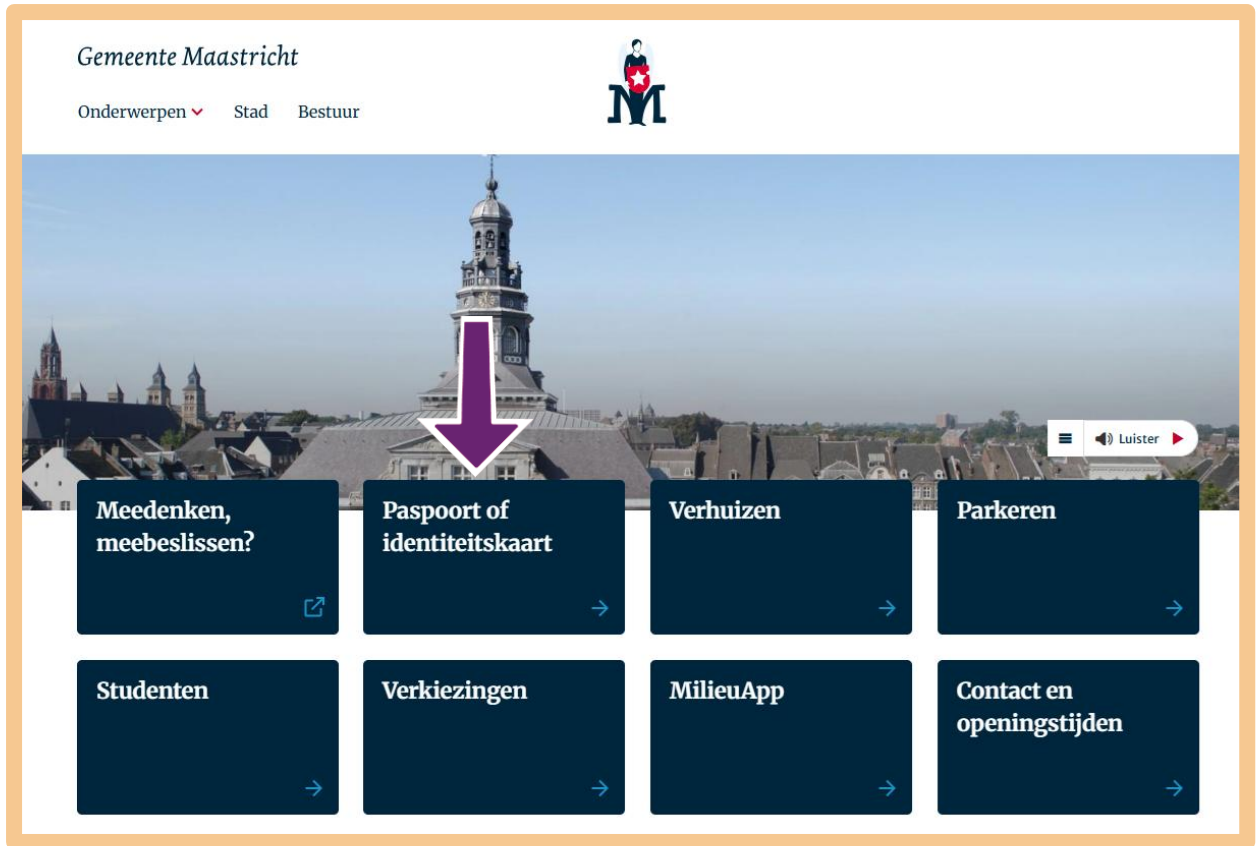 Gemeente Maastricht
Onderwerpen Stad Bestuur
Luister
Meedenken,
meebeslissen?
Paspoort of
identiteitskaart
Verhuizen
Parkeren
Studenten
Verkiezingen
MilieuApp
Contact en
openingstijden